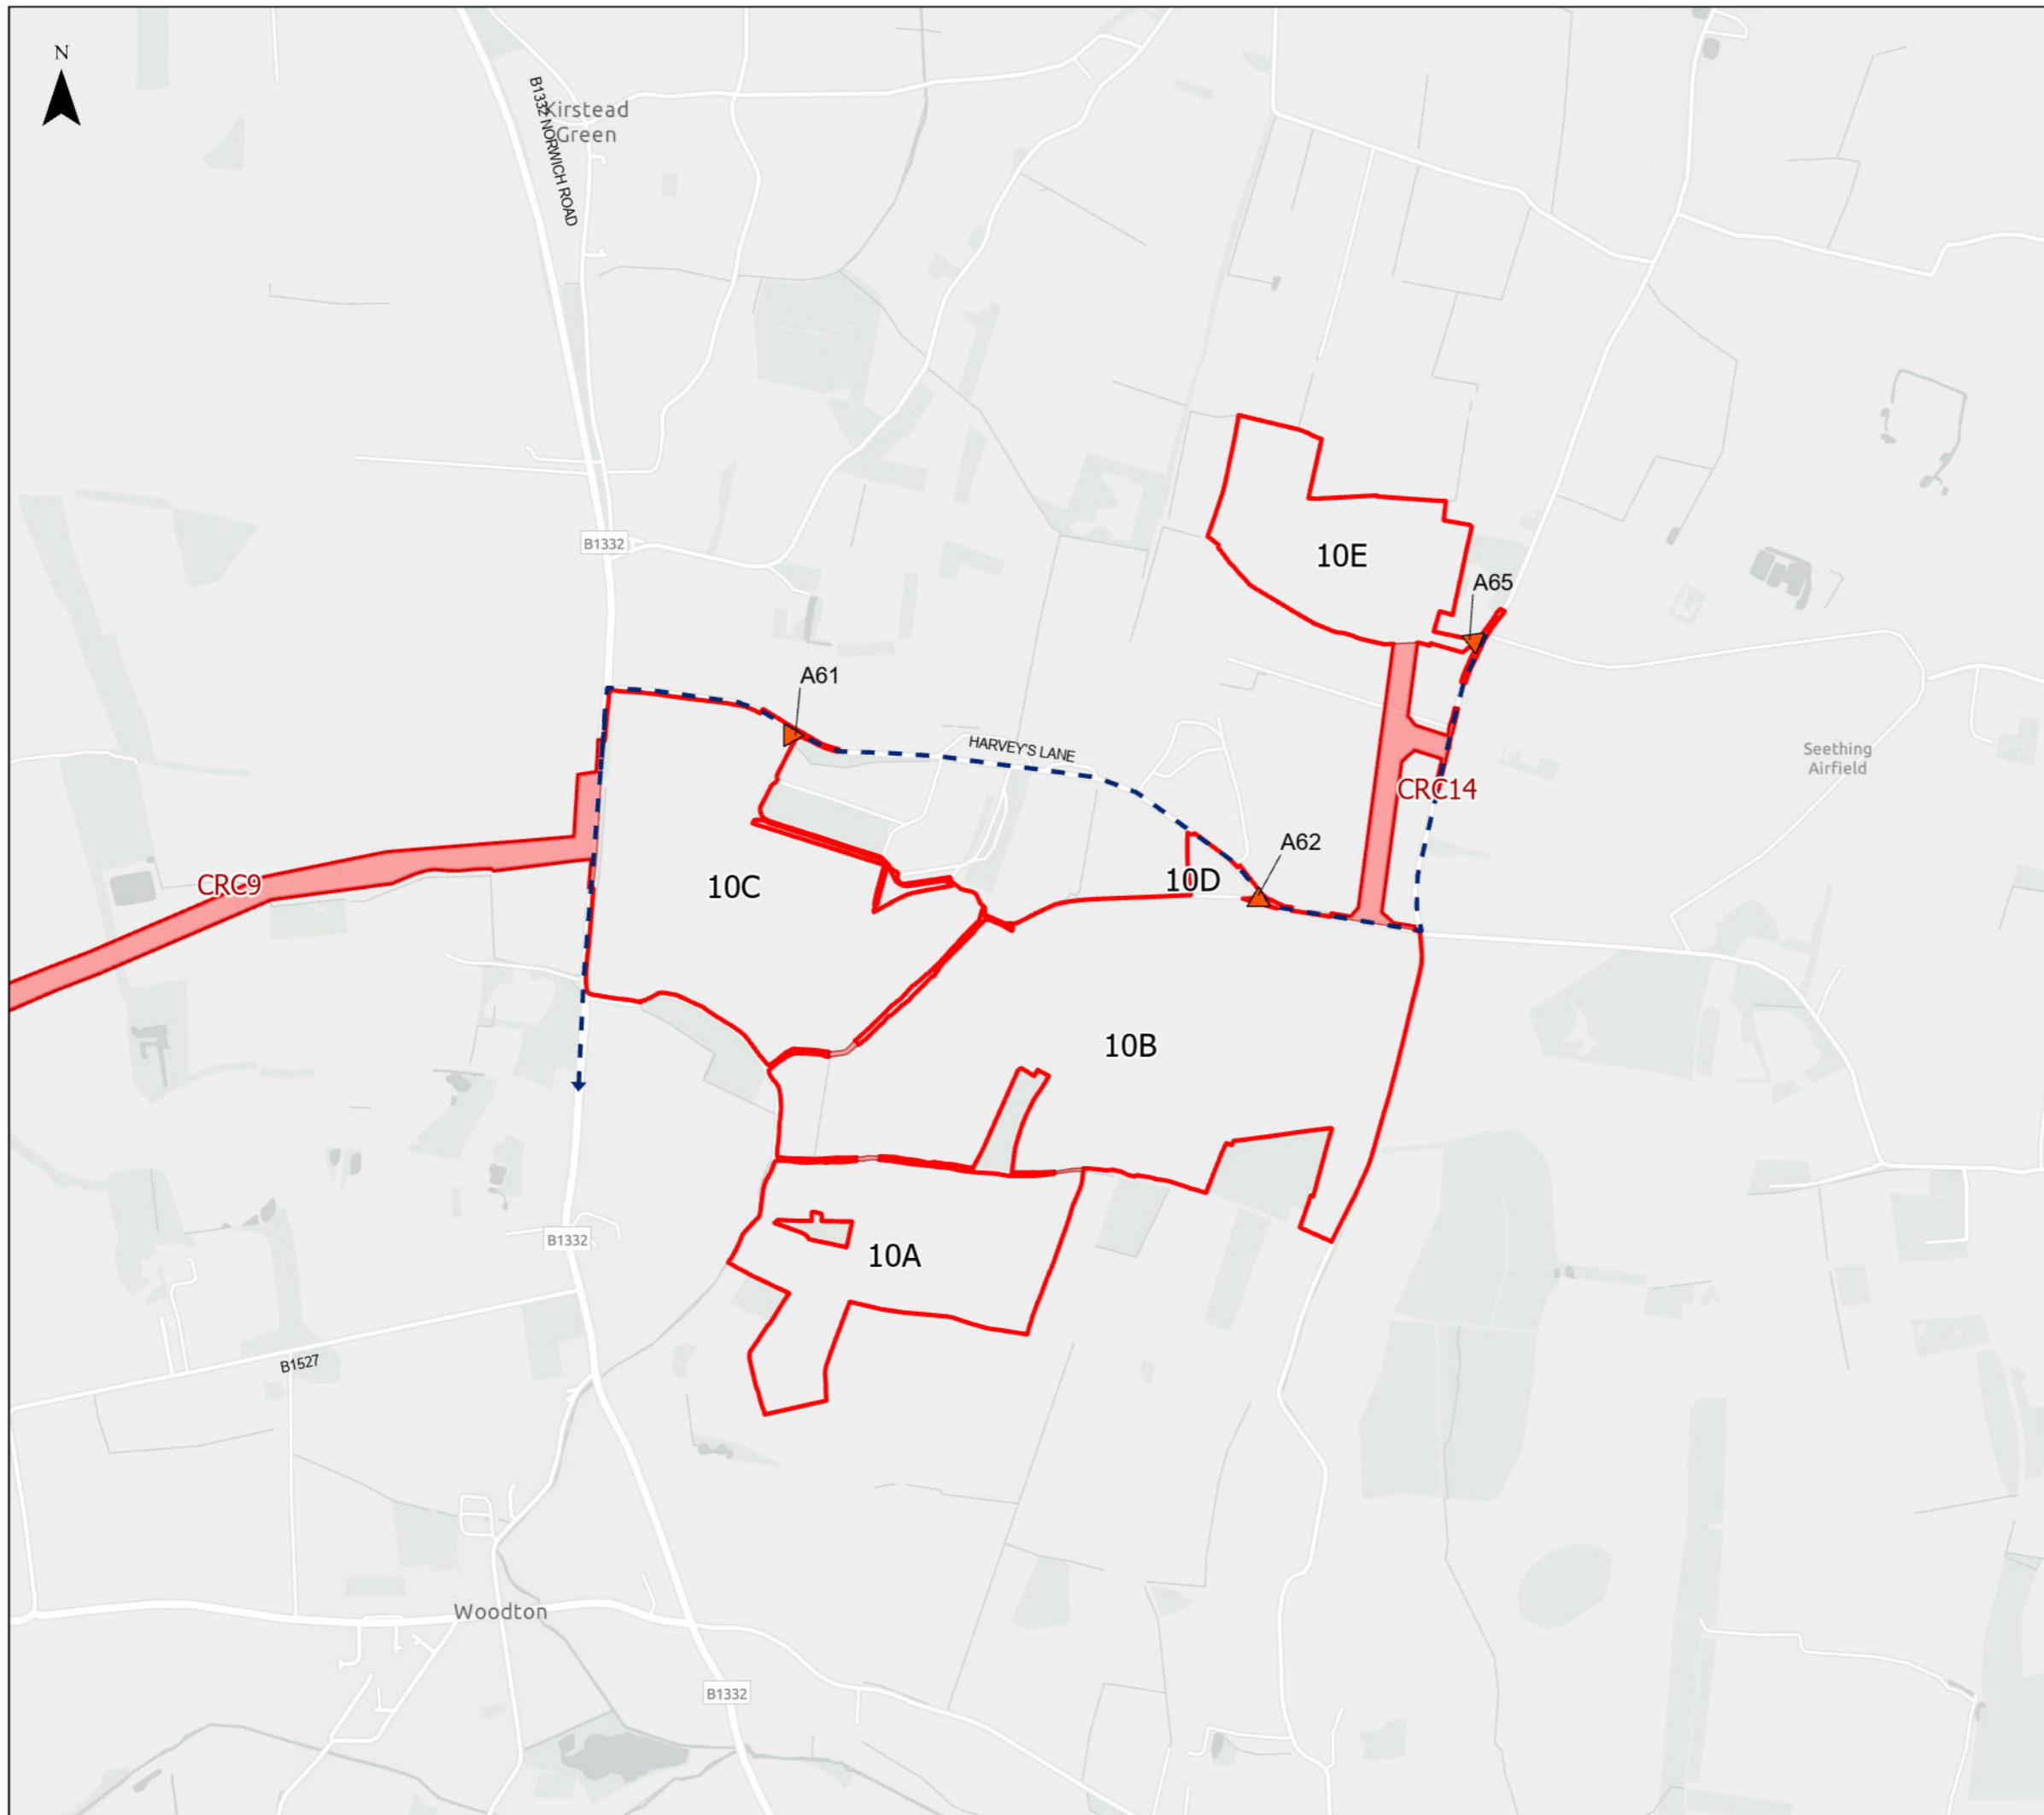 N
B1332 NORWICH ROAD
Kirstead
Green
B1332
10E
A65
A61
HARVEY'S LANE
Seething
Airfield
CRC14
A62
CRC9
10C
10D
10B
B1332
10A
B1527
Woodton
B1332